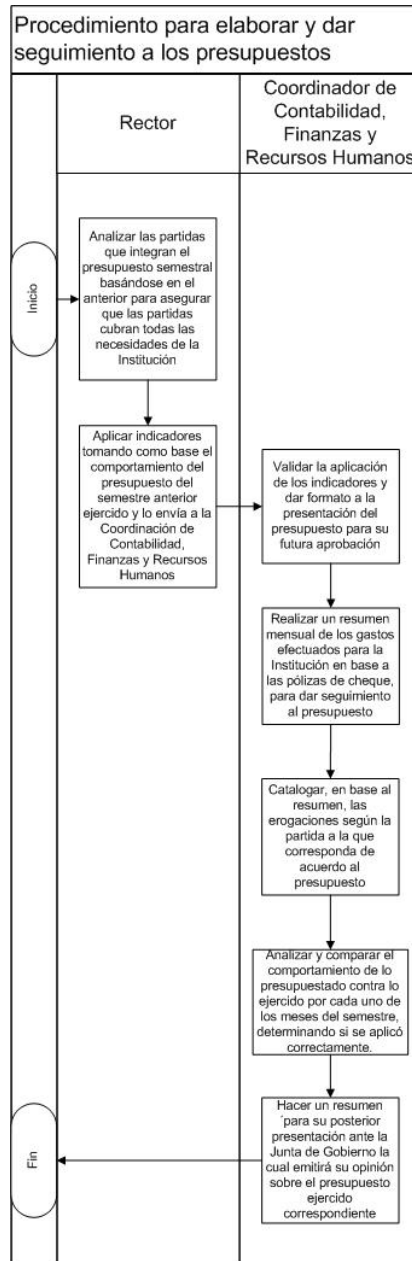 Procedimiento para elaborar y dar
seguimiento a los presupuestos
Rector
Coordinador de
Contabilidad,
Finanzas y
Recursos Humanos
Inicio
Analizar las partidas
que integran el
presupuesto semestral
basándose en el
anterior para asegurar
que las partidas
cubran todas las
necesidades de la
Institución
Aplicar indicadores
tomando como base el
comportamiento del
presupuesto del
semestre anterior
ejercido y lo envía a la
Coordinación de
Contabilidad,
Finanzas y Recursos
Humanos
Validar la aplicación
de los indicadores y
dar formato a la
presentación del
presupuesto para su
futura aprobación
Realizar un resumen
mensual de los gastos
efectuados para la
Institución en base a
las pólizas de cheque,
para dar seguimiento
al presupuesto
Catalogar, en base al
resumen, las
erogaciones según la
partida a la que
corresponda de
acuerdo al
presupuesto
Analizar y comparar el
comportamiento de lo
presupuestado contra lo
ejercido por cada uno de
los meses del semestre,
determinando si se aplicó
correctamente.
Hacer un resumen
´para su posterior
presentación ante la
Junta de Gobierno la
cual emitirá su opinión
sobre el presupuesto
ejercido
correspondiente
Fin